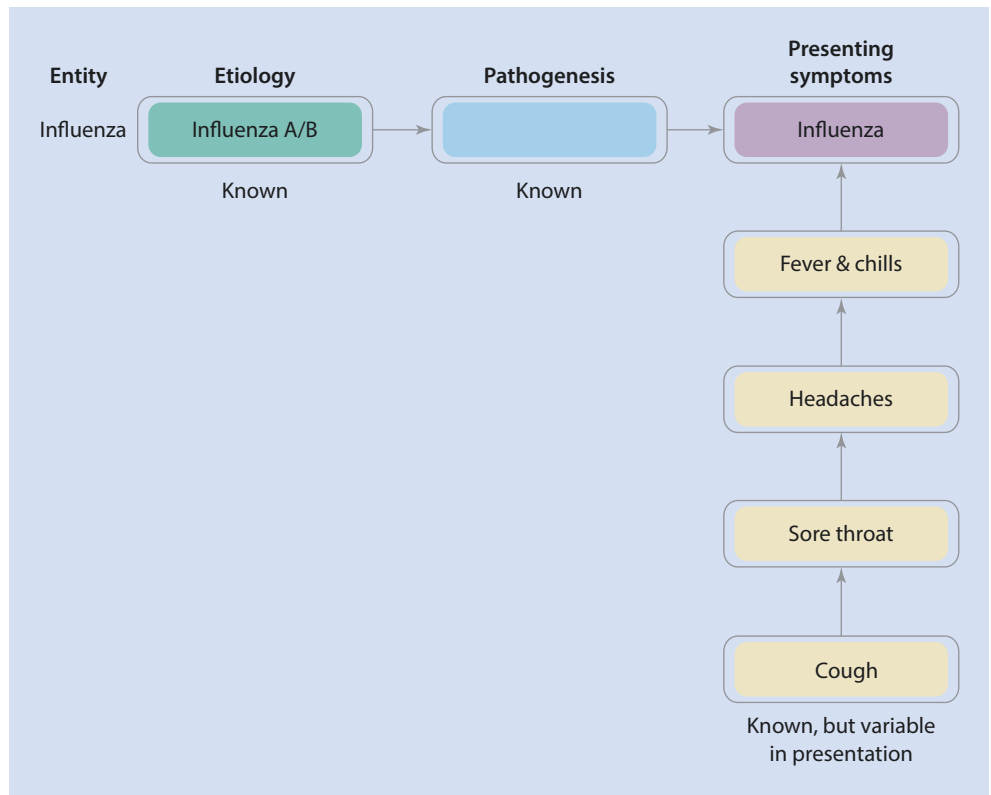 Entity
Etiology
Pathogenesis
Presenting
symptoms
Influenza
Influenza A/B
Influenza
Known
Known
Fever & chills
Headaches
Sore throat
Cough
Known, but variable
in presentation